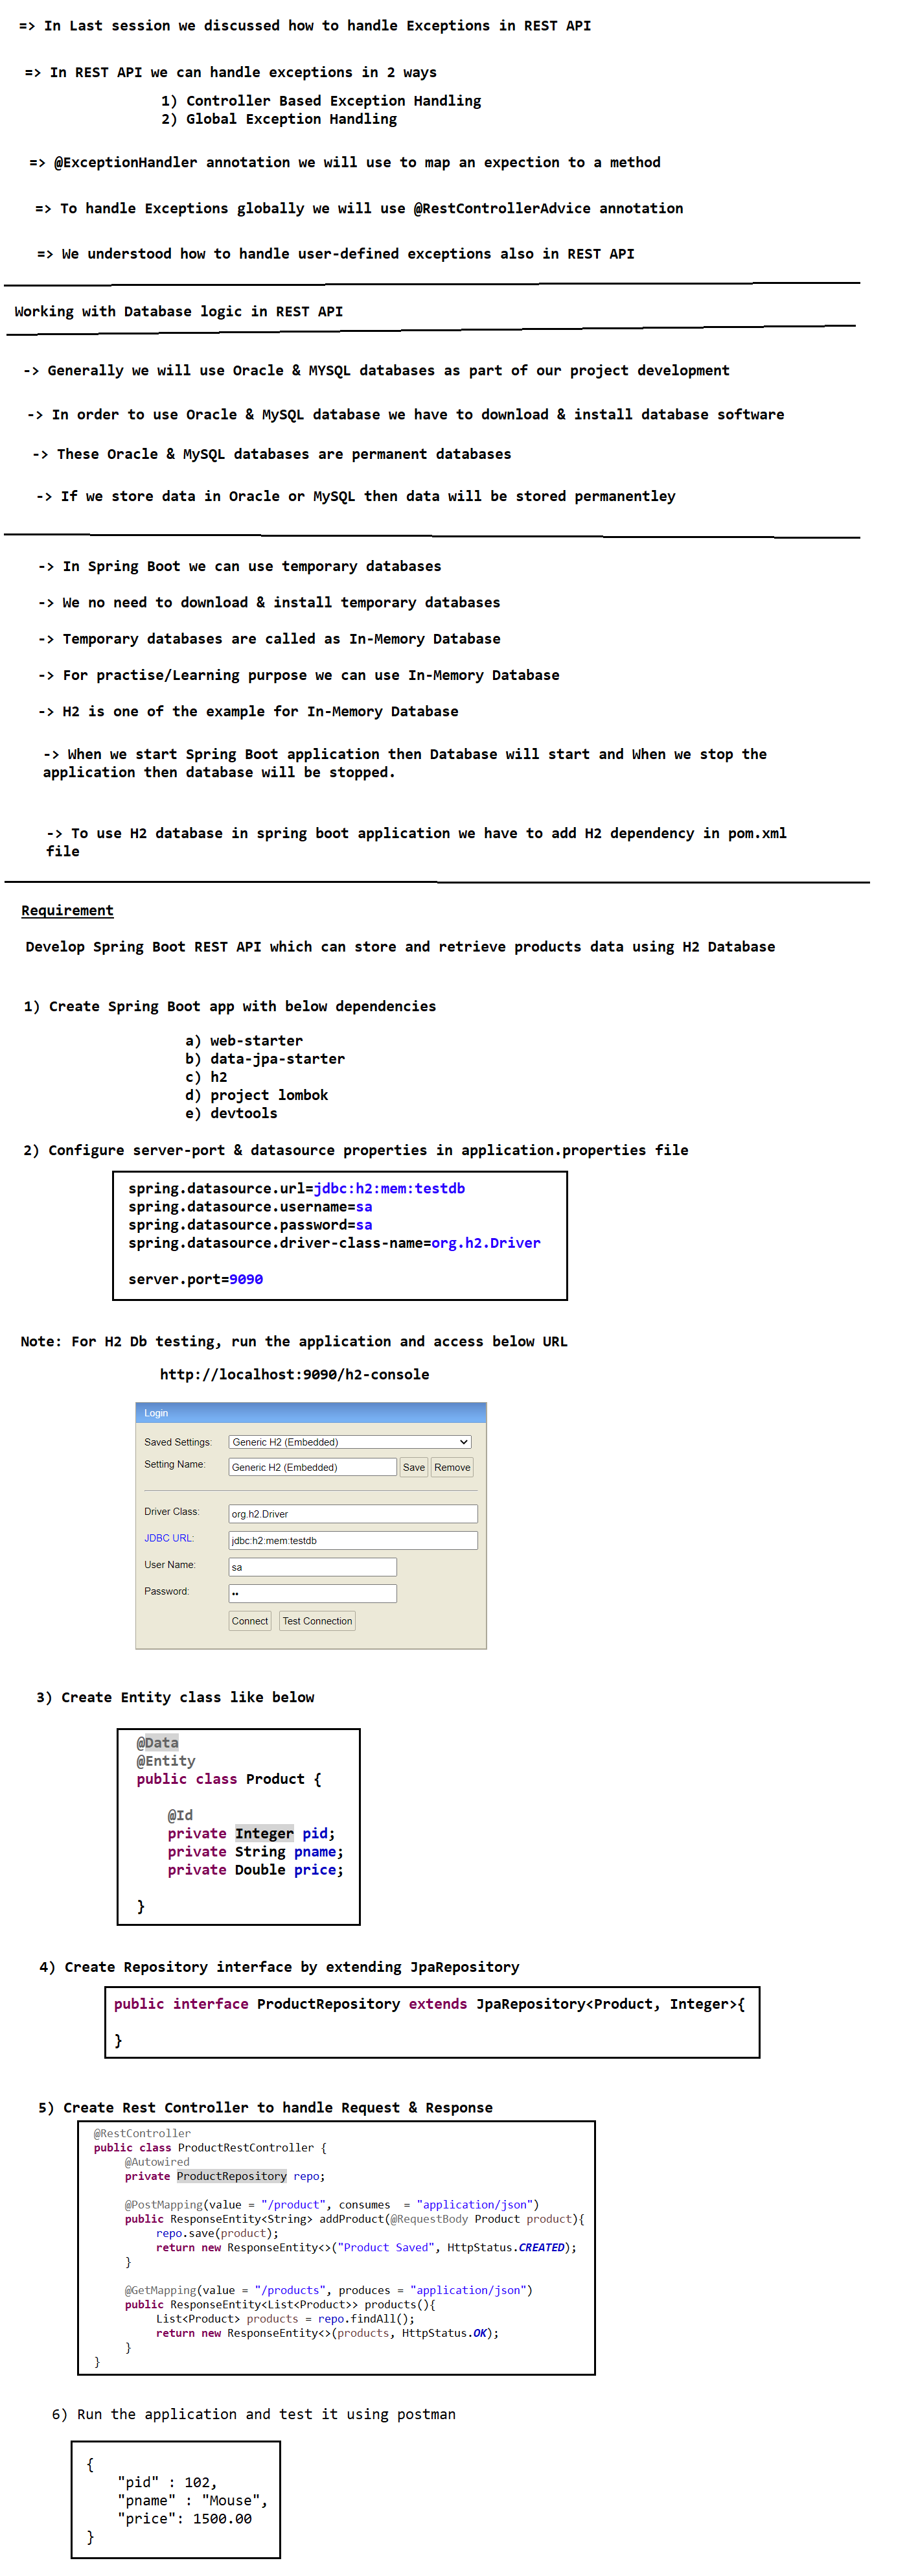 => In Last session we discussed how to handle Exceptions in REST API
=> In REST API we can handle exceptions in 2 ways
1) Controller Based Exception Handling
2) Global Exception Handling
=> @ExceptionHandler annotation we will use to map an expection to a method
=> To handle Exceptions globally we will use @RestControllerAdvice annotation
=> We understood how to handle user-defined exceptions also in REST API
Working with Database logic in REST API
-> Generally we will use Oracle & MYSQL databases as part of our project development
-> In order to use Oracle & MySQL database we have to download & install database software
-> These Oracle & MySQL databases are permanent databases
-> If we store data in Oracle or MySQL then data will be stored permanentley
-> In Spring Boot we can use temporary databases
-> We no need to download & install temporary databases
-> Temporary databases are called as In-Memory Database
-> For practise/Learning purpose we can use In-Memory Database
-> H2 is one of the example for In-Memory Database
-> When we start Spring Boot application then Database will start and When we stop the
application then database will be stopped.
-> To use H2 database in spring boot application we have to add H2 dependency in pom.xml
file
Requirement
Develop Spring Boot REST API which can store and retrieve products data using H2 Database
1) Create Spring Boot app with below dependencies
a) web-starter
b) data-jpa-starter
c) h2
d) project lombok
e) devtools
2) Configure server-port & datasource properties in application.properties file
spring.datasource.url=jdbc:h2:mem:testdb
spring.datasource.username=sa
spring.datasource.password=sa
spring.datasource.driver-class-name=org.h2.Driver
server.port=9090
Note: For H2 Db testing, run the application and access below URL
http://localhost:9090/h2-console
Login
Saved Settings: Generic H2 (Embedded)
Setting Name: Generic H2 (Embedded) Save Remove
Driver Class: org.h2.Driver
JDBC URL: jdbc:h2:mem:testdb
User Name: sa
Password: ••
Connect Test Connection
3) Create Entity class like below
@Data
@Entity
public class Product {
@Id
private Integer pid;
private String pname;
private Double price;
}
4) Create Repository interface by extending JpaRepository
public interface ProductRepository extends JpaRepository<Product, Integer>{
}
5) Create Rest Controller to handle Request & Response
@RestController
public class ProductRestController {
@Autowired
private ProductRepository repo;
@PostMapping(value = "/product", consumes = "application/json")
public ResponseEntity<String> addProduct(@RequestBody Product product){
repo.save(product);
return new ResponseEntity<>("Product Saved", HttpStatus.CREATED);
}
@GetMapping(value = "/products", produces = "application/json")
public ResponseEntity<List<Product>> products(){
List<Product> products = repo.findAll();
return new ResponseEntity<>(products, HttpStatus.OK);
}
}
6) Run the application and test it using postman
{
"pid" : 102,
"pname" : "Mouse",
"price": 1500.00
}